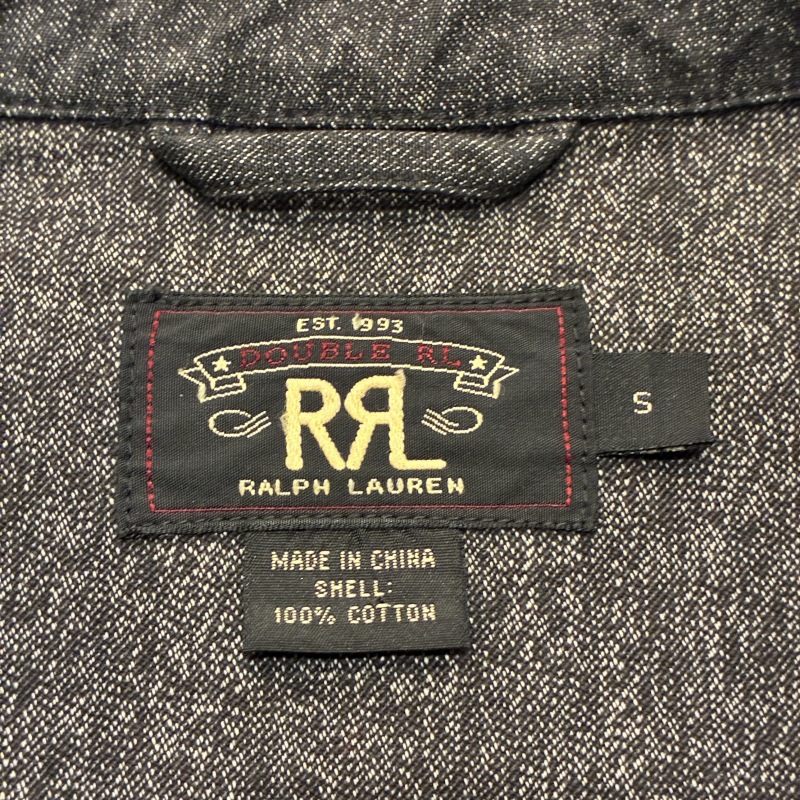 EST. 1993
DOUBLE RL
RRL
RALPH LAUREN
S
MADE IN CHINA
SHELL:
100% COTTON